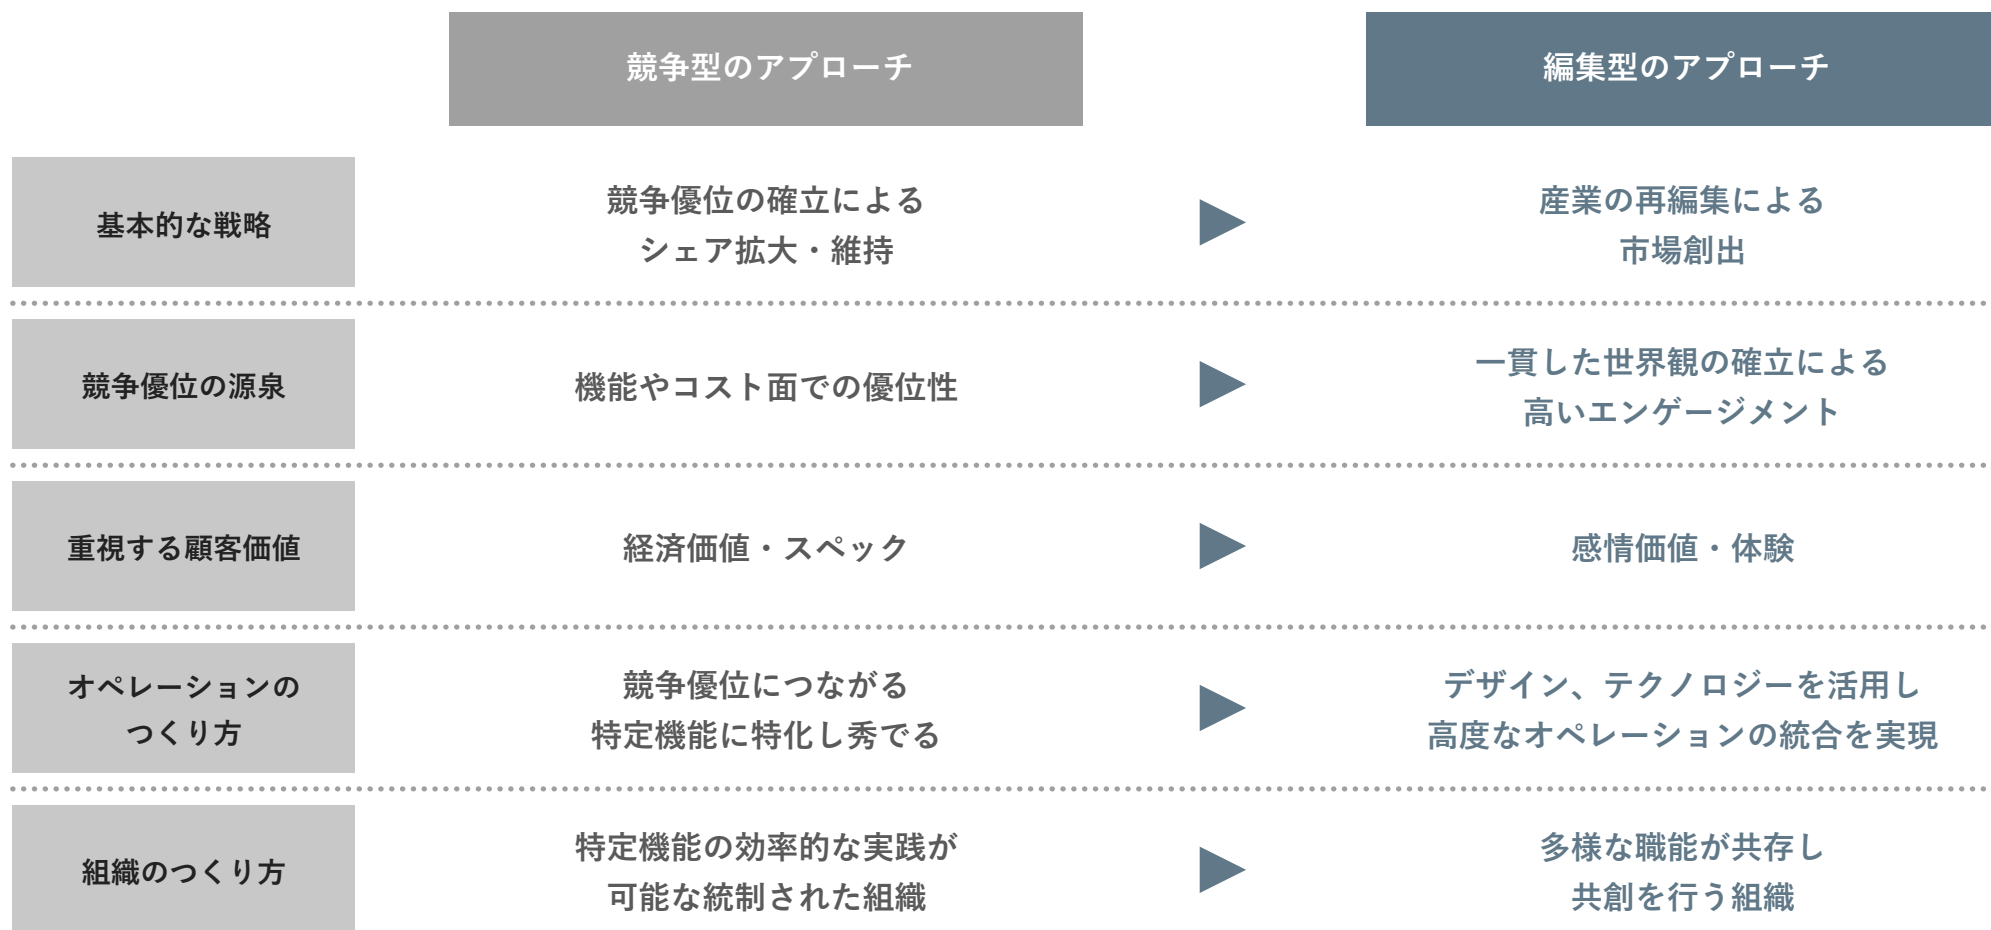 競争型のアプローチ
編集型のアプローチ
基本的な戦略
競争優位の確立による
シェア拡大・維持
産業の再編集による
市場創出
競争優位の源泉
機能やコスト面での優位性
一貫した世界観の確立による
高いエンゲージメント
重視する顧客価値
経済価値・スペック
感情価値・体験
オペレーションの
つくり方
競争優位につながる
特定機能に特化し秀でる
デザイン、テクノロジーを活用し
高度なオペレーションの統合を実現
組織のつくり方
特定機能の効率的な実践が
可能な統制された組織
多様な職能が共存し
共創を行う組織